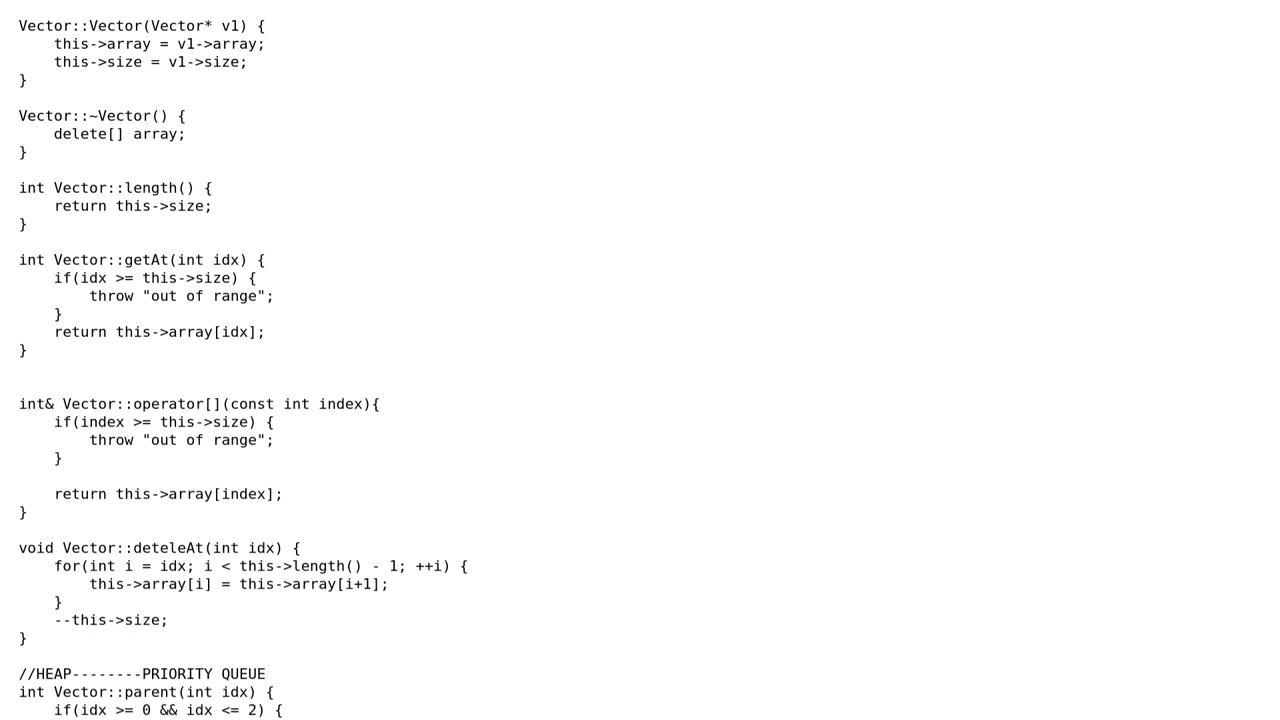 Vector::Vector(Vector* v1) {
    this->array = v1->array;
    this->size = v1->size;
}

Vector::~Vector() {
    delete[] array;
}

int Vector::length() {
    return this->size;
}

int Vector::getAt(int idx) {
    if(idx >= this->size) {
        throw "out of range";
    }
    return this->array[idx];
}


int& Vector::operator[](const int index){
    if(index >= this->size) {
        throw "out of range";
    }

    return this->array[index];
}

void Vector::deteleAt(int idx) {
    for(int i = idx; i < this->length() - 1; ++i) {
        this->array[i] = this->array[i+1];
    }
    --this->size;
}

//HEAP--------PRIORITY QUEUE
int Vector::parent(int idx) {
    if(idx >= 0 && idx <= 2) {